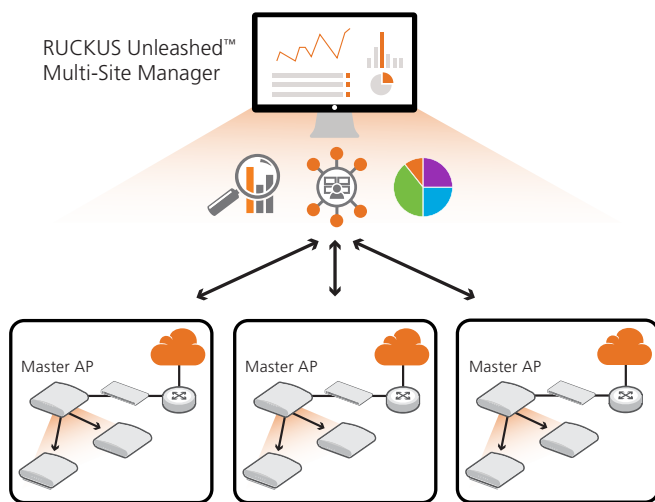 RUCKUS Unleashed™
Multi-Site Manager
Master AP
Master AP
Master AP